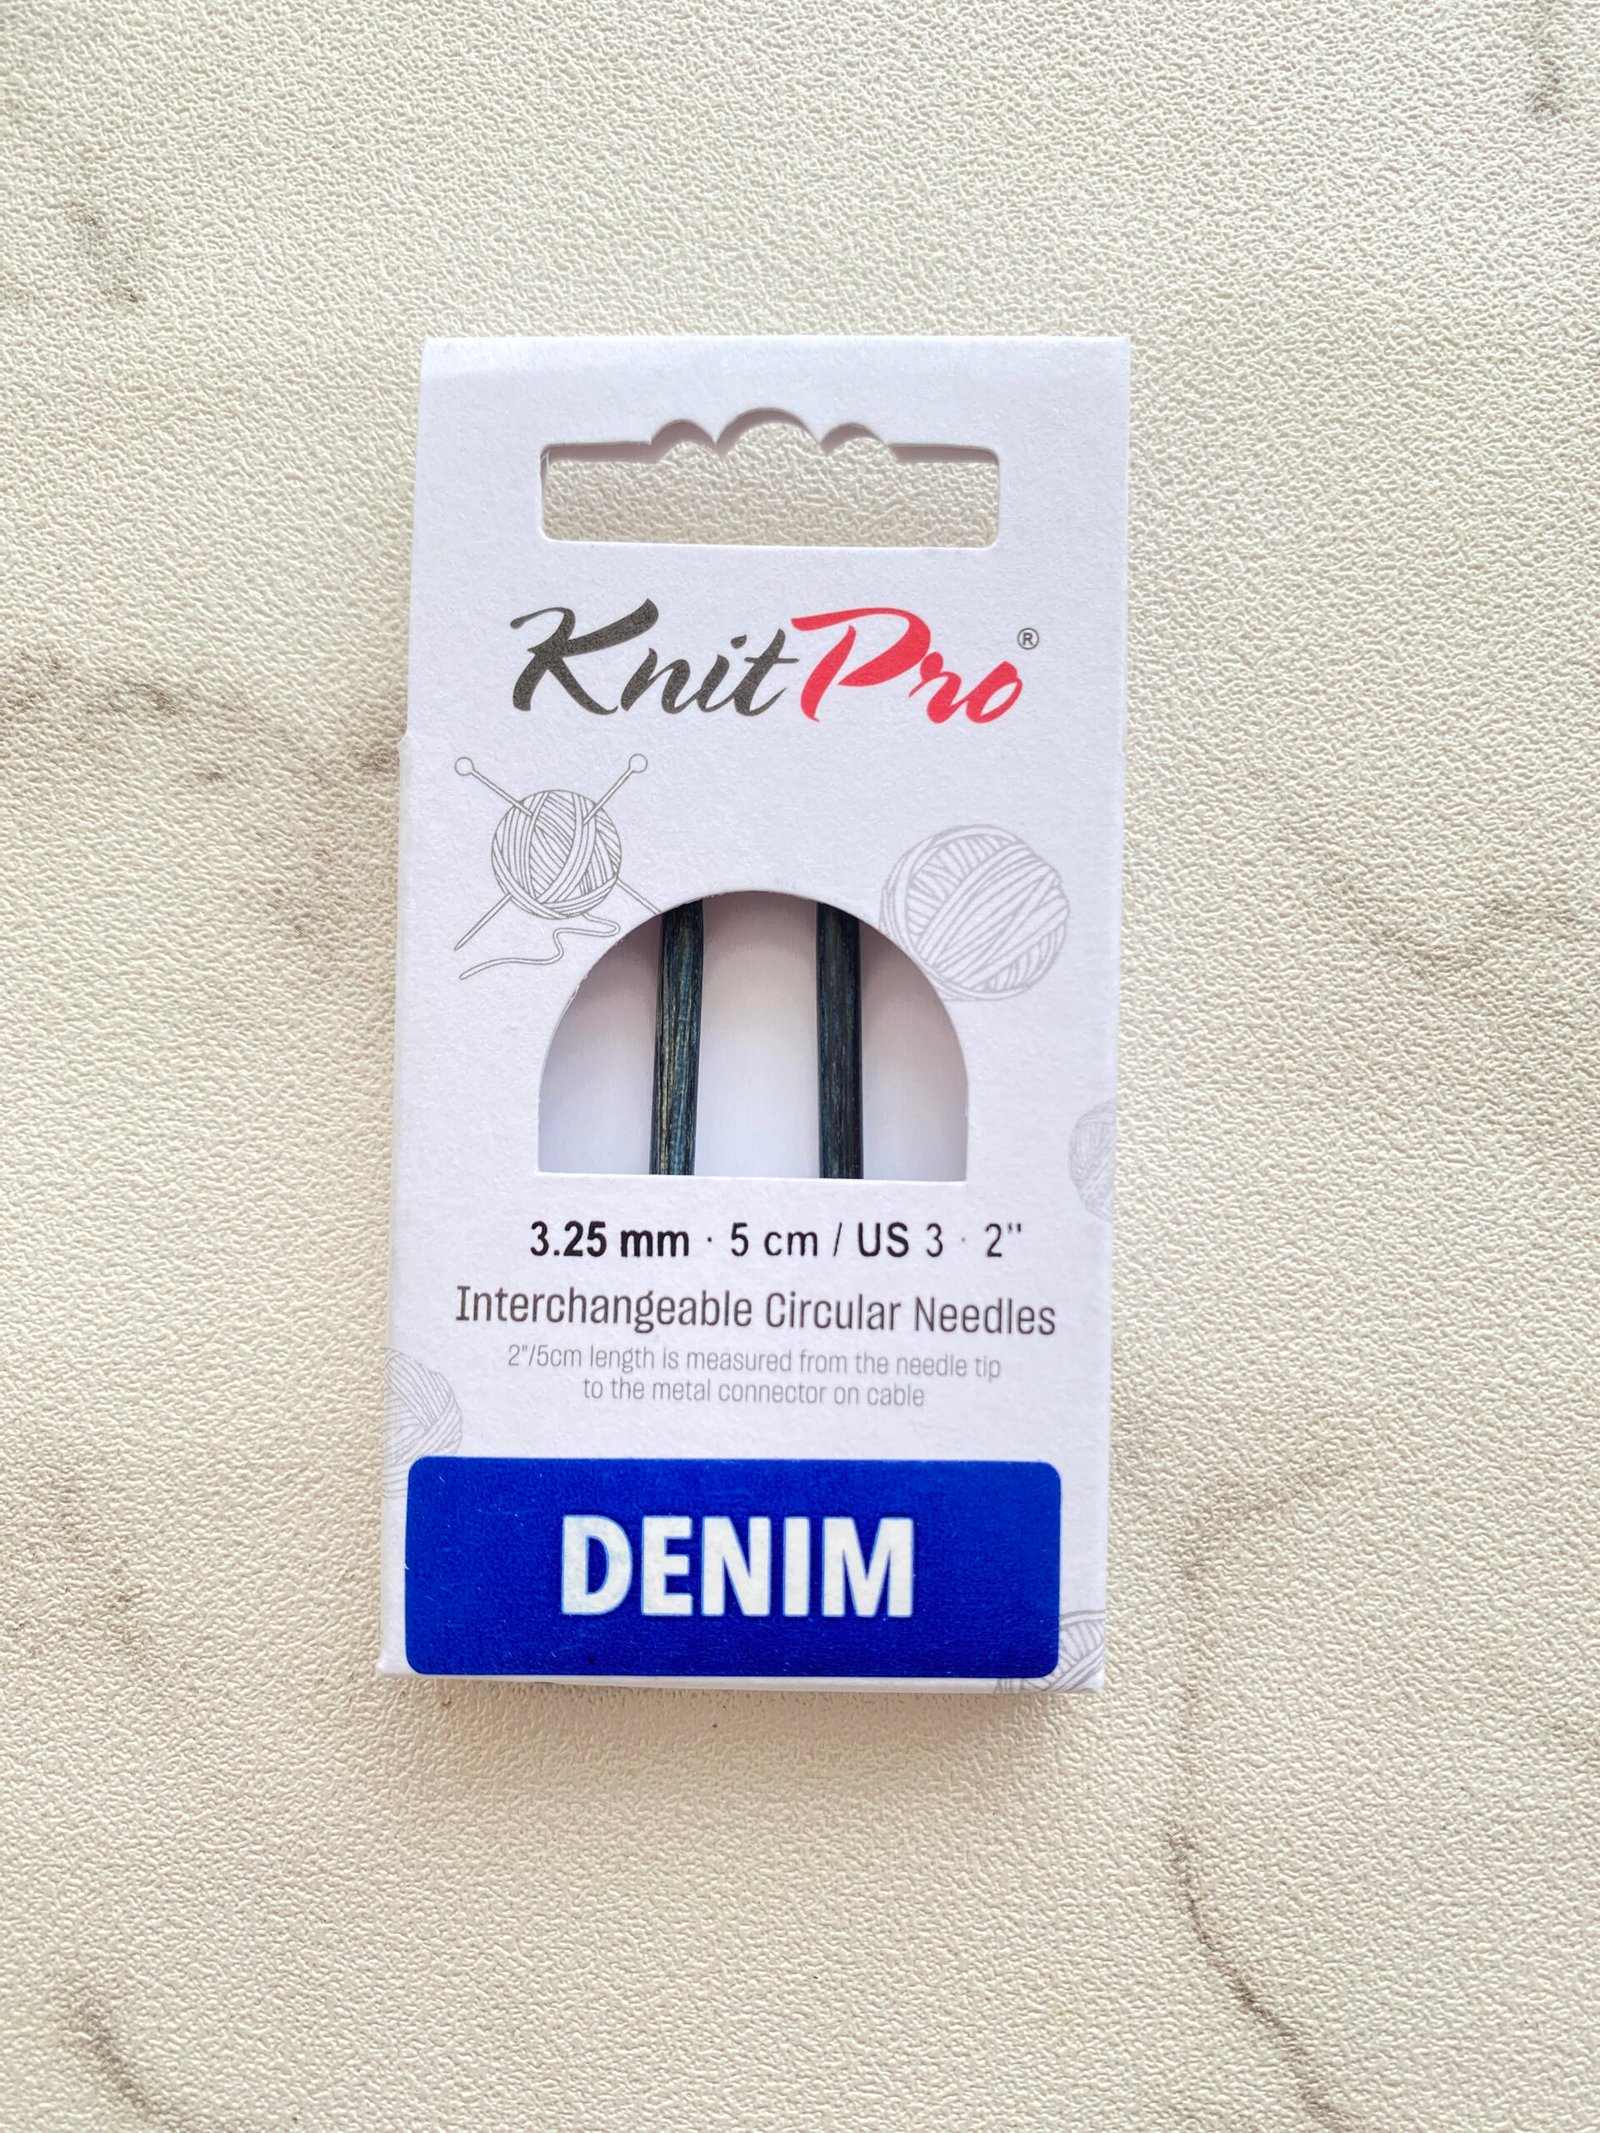 KnitPro®
3.25 mm · 5 cm / US 3 · 2"
Interchangeable Circular Needles
2"/5cm length is measured from the needle tip
to the metal connector on cable
DENIM